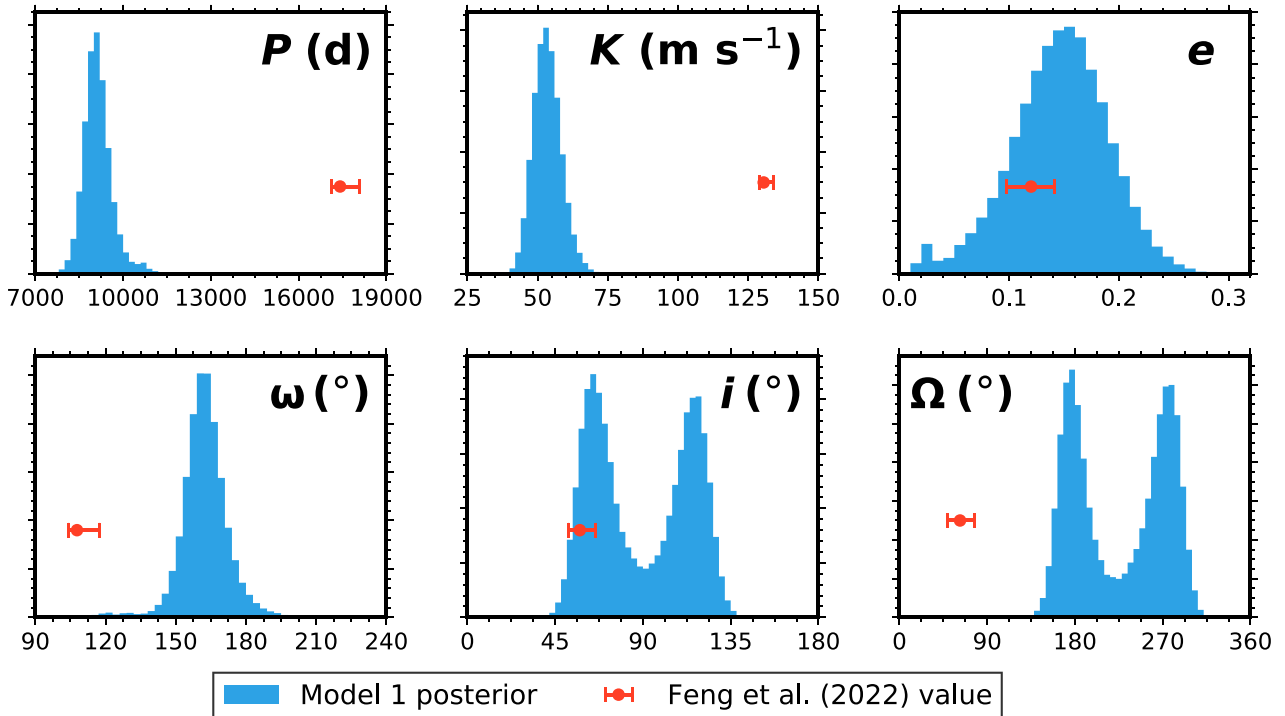 P (d)
7000 10000 13000 16000 19000
K (m s⁻¹)
25 50 75 100 125 150
e
0.0 0.1 0.2 0.3
ω (°)
90 120 150 180 210 240
i (°)
0 45 90 135 180
Ω (°)
0 90 180 270 360
Model 1 posterior
Feng et al. (2022) value